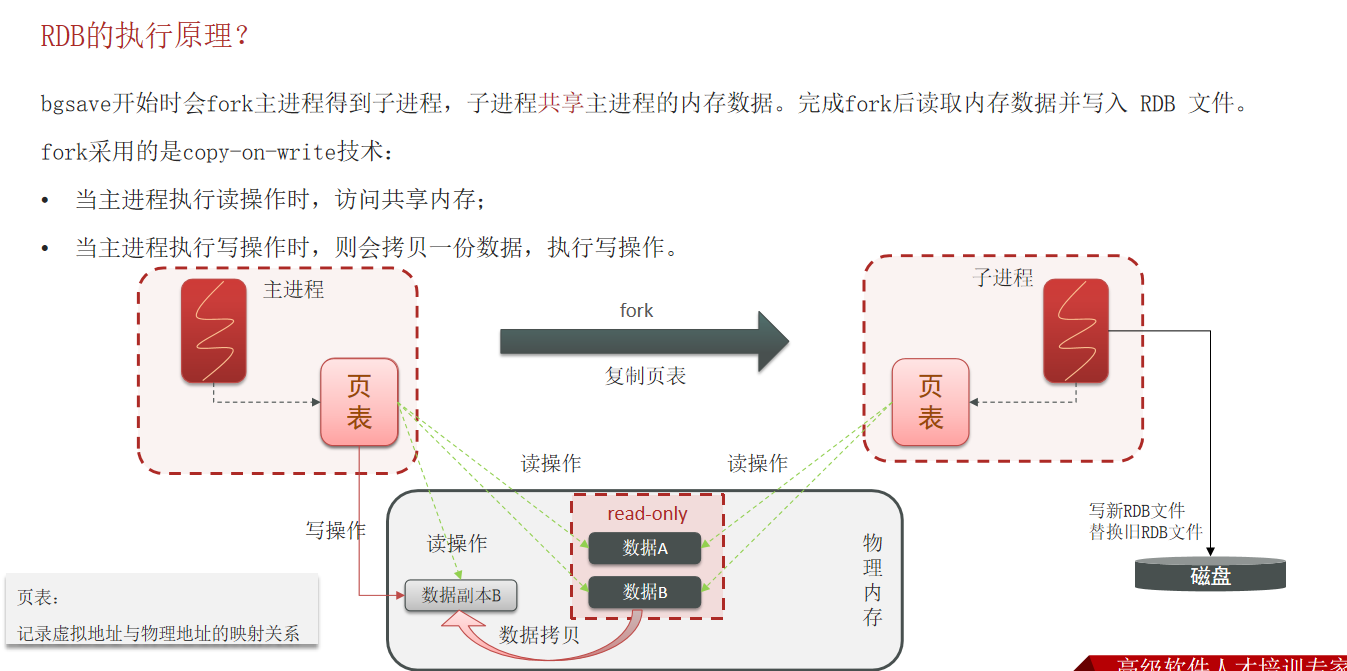 RDB的执行原理？
bgsave开始时会fork主进程得到子进程，子进程共享主进程的内存数据。完成fork后读取内存数据并写入 RDB 文件。
fork采用的是copy-on-write技术：
• 当主进程执行读操作时，访问共享内存；
• 当主进程执行写操作时，则会拷贝一份数据，执行写操作。
主进程
页表
fork
复制页表
子进程
页表
读操作
读操作
写操作
读操作
read-only
数据A
数据B
数据副本B
数据拷贝
物理内存
写新RDB文件
替换旧RDB文件
磁盘
页表：
记录虚拟地址与物理地址的映射关系
高级软件人才培训专家